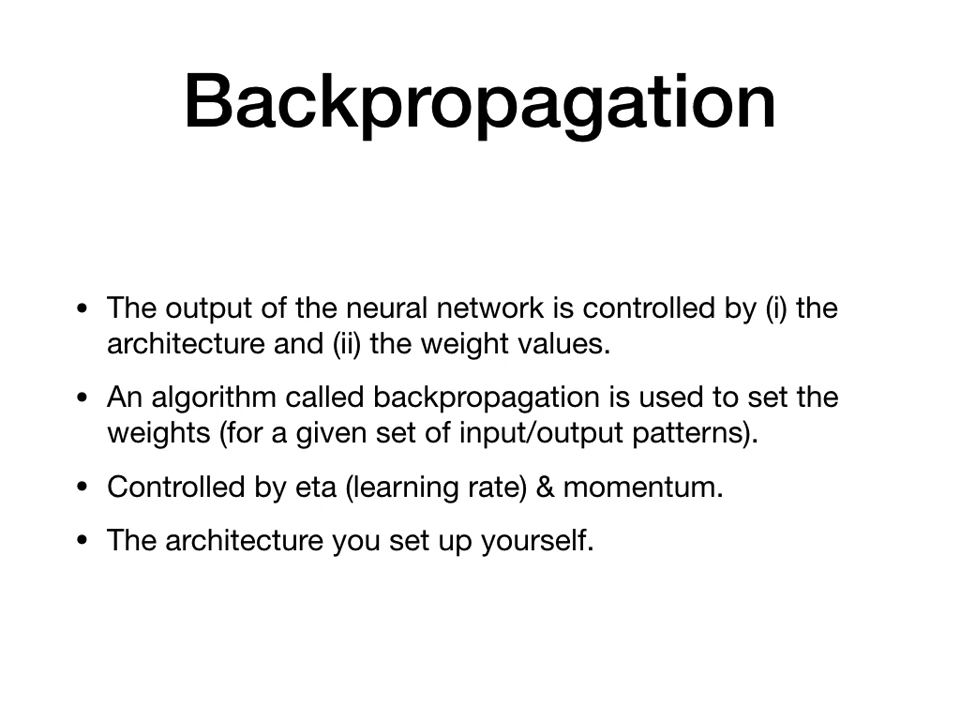 Backpropagation
• The output of the neural network is controlled by (i) the
architecture and (ii) the weight values.
• An algorithm called backpropagation is used to set the
weights (for a given set of input/output patterns).
• Controlled by eta (learning rate) & momentum.
• The architecture you set up yourself.